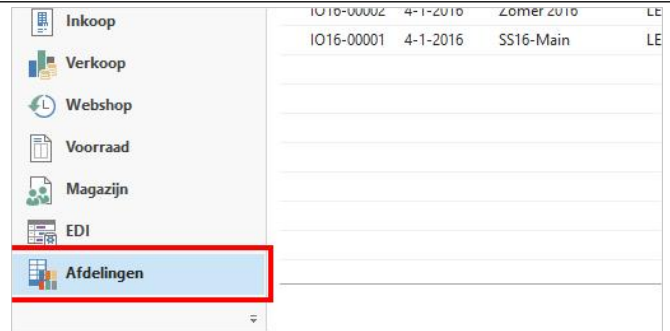 Inkoop
Verkoop
Webshop
Voorraad
Magazijn
EDI
Afdelingen
IO16-00002 4-1-2016 Zomer 2016 LE
IO16-00001 4-1-2016 SS16-Main LE